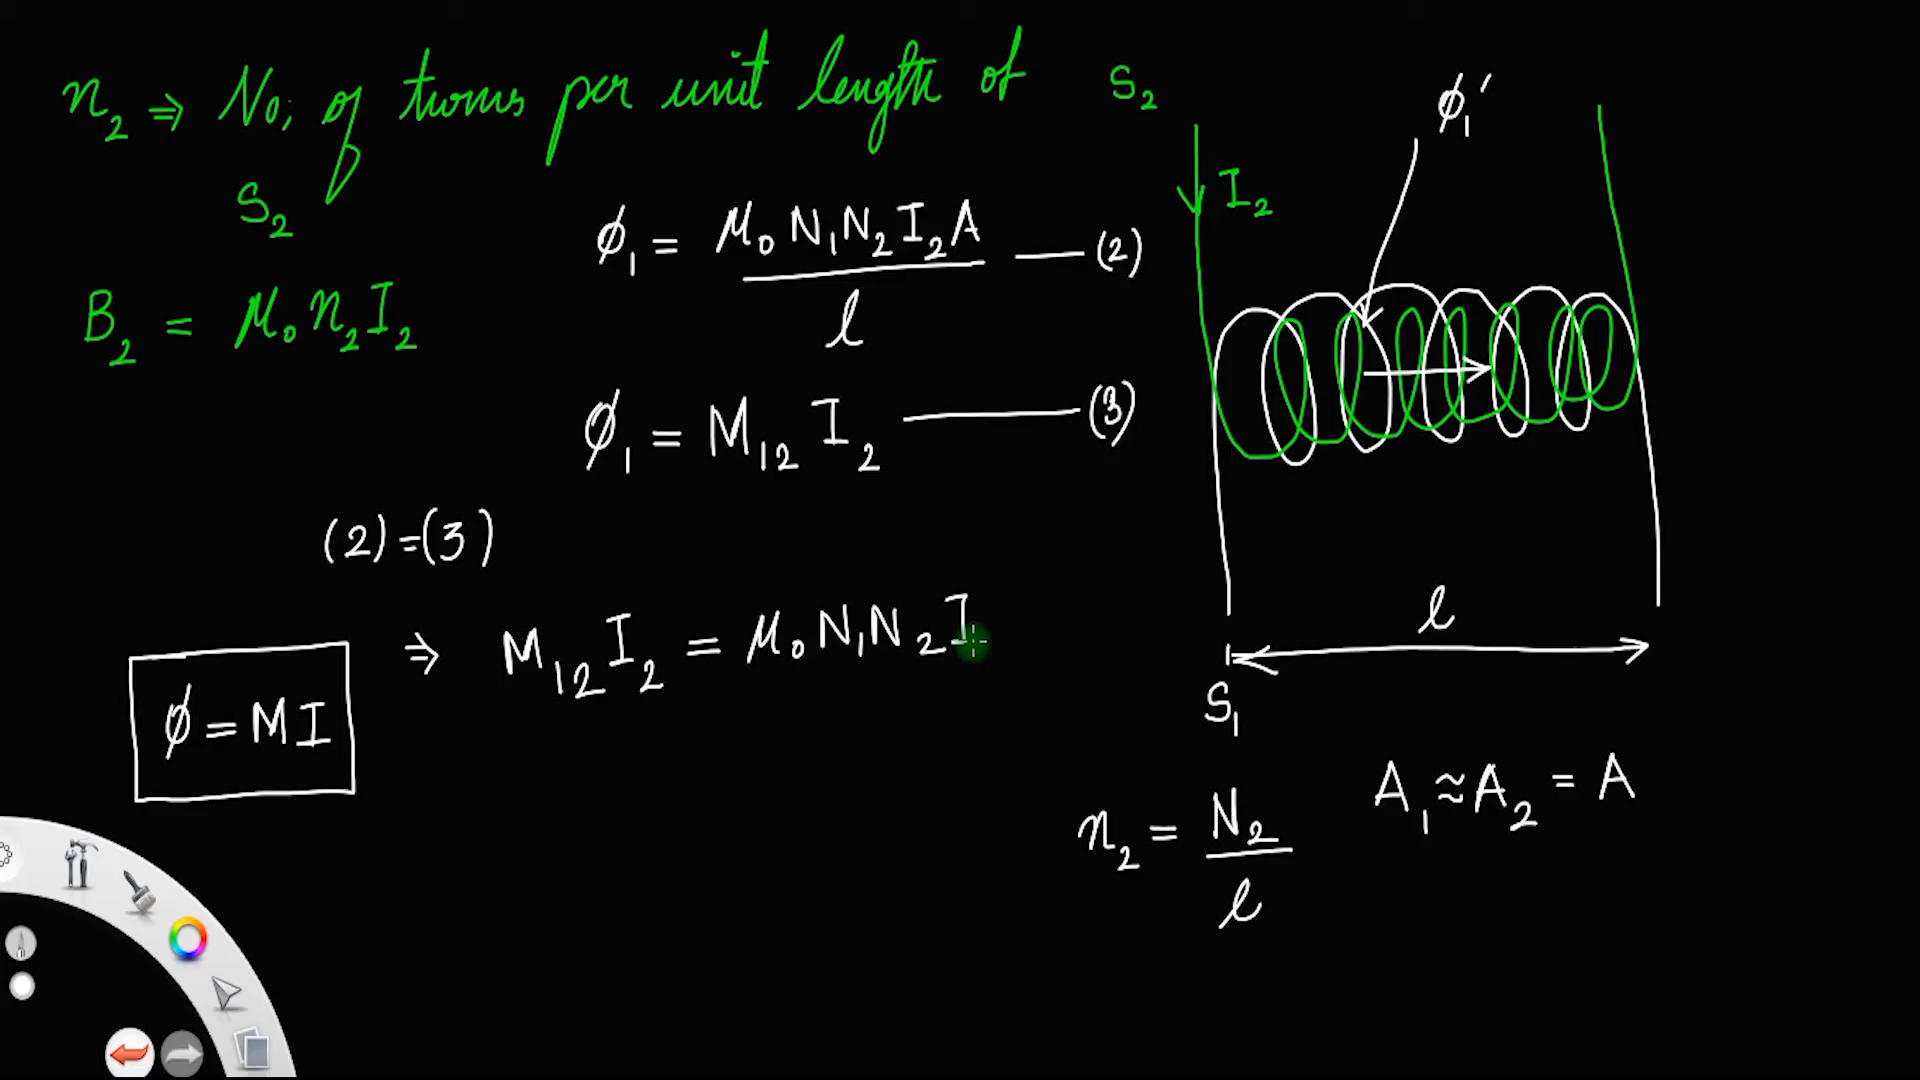 n₂ ⇒ No; of turns per unit length of
S₂
B₂ = μ₀n₂I₂
ϕ₁ = μ₀N₁N₂I₂A / l — (2)
ϕ₁ = M₁₂ I₂ — (3)
(2)=(3)
⇒ M₁₂I₂ = μ₀N₁N₂I
ϕ = MI
S₂
ϕ₁′
I₂
l
S₁
n₂ = N₂ / l
A₁ ≈ A₂ = A